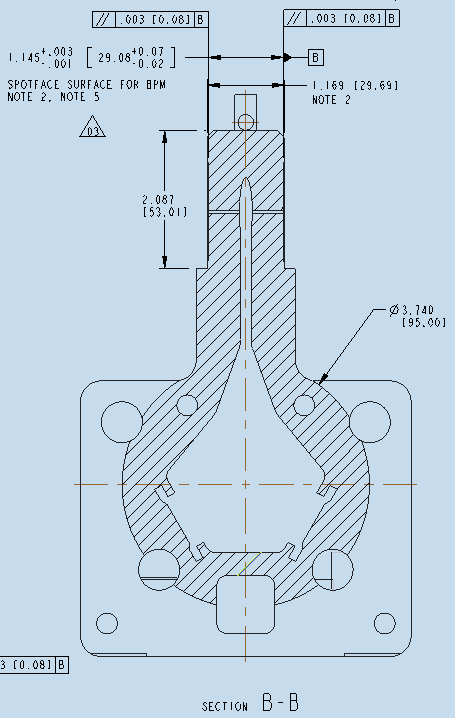 // .003 [0.08] B
// .003 [0.08] B
1.145 +.003 -.001 [ 29.08 +0.07 -0.02 ]
B
SPOTFACE SURFACE FOR BPM
NOTE 2, NOTE 5
1.169 [29.69]
NOTE 2
D3
2.087
[53.01]
Ø3.740
[95.00]
3 [0.08] B
SECTION B-B